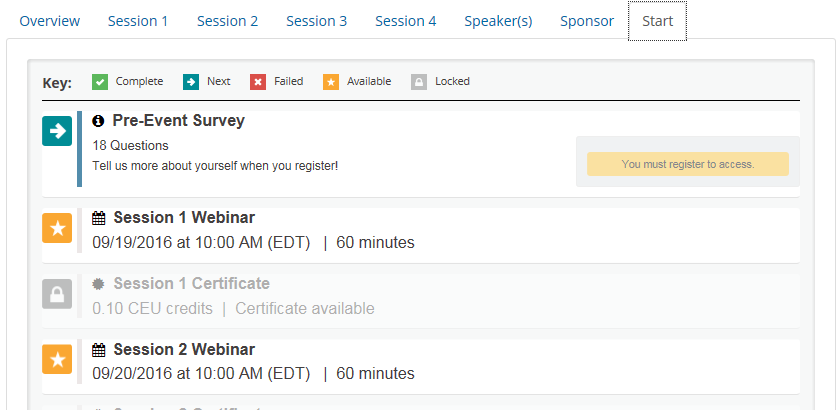 Overview Session 1 Session 2 Session 3 Session 4 Speaker(s) Sponsor Start
Key: Complete Next Failed Available Locked
Pre-Event Survey
18 Questions
Tell us more about yourself when you register!
You must register to access.
Session 1 Webinar
09/19/2016 at 10:00 AM (EDT) | 60 minutes
Session 1 Certificate
0.10 CEU credits | Certificate available
Session 2 Webinar
09/20/2016 at 10:00 AM (EDT) | 60 minutes